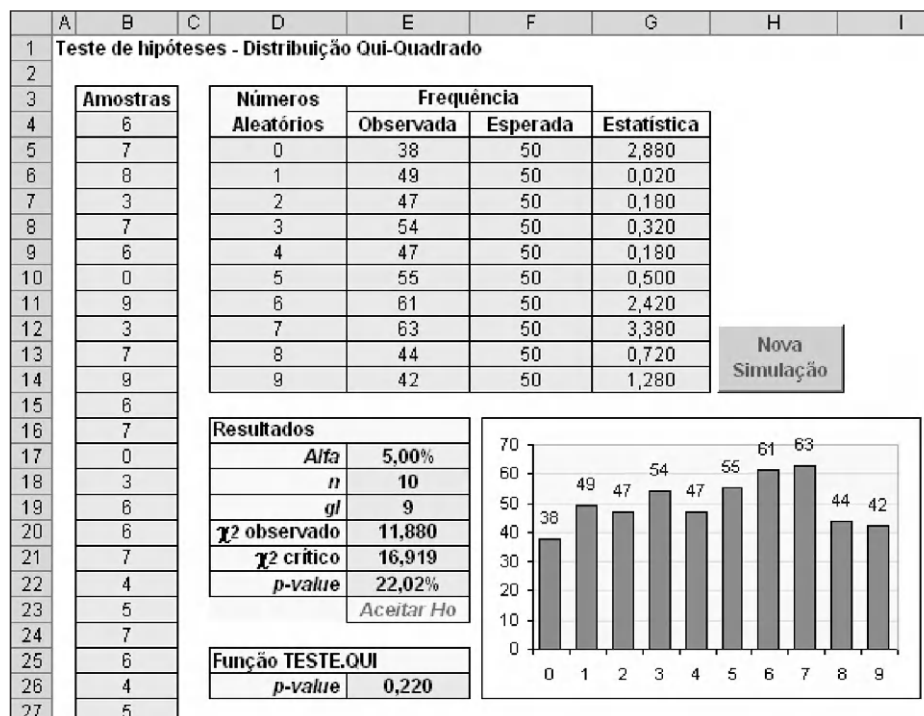 A B C D E F G H I
1 Teste de hipóteses - Distribuição Qui-Quadrado
2
3 Amostras Números Frequência
4 6 Aleatórios Observada Esperada Estatística
5 7 0 38 50 2,880
6 8 1 49 50 0,020
7 3 2 47 50 0,180
8 7 3 54 50 0,320
9 6 4 47 50 0,180
10 0 5 55 50 0,500
11 9 6 61 50 2,420
12 3 7 63 50 3,380
13 7 8 44 50 0,720
14 9 9 42 50 1,280
Nova
Simulação
15 6
16 7 Resultados
17 0 Alfa 5,00%
18 3 n 10
19 6 gl 9
20 6 χ2 observado 11,880
21 7 χ2 crítico 16,919
22 4 p-value 22,02%
23 5 Aceitar Ho
24 7
25 6 Função TESTE.QUI
26 4 p-value 0,220
27 5
70
60
50
40
30
20
10
0
38 49 47 54 47 55 61 63 44 42
0 1 2 3 4 5 6 7 8 9